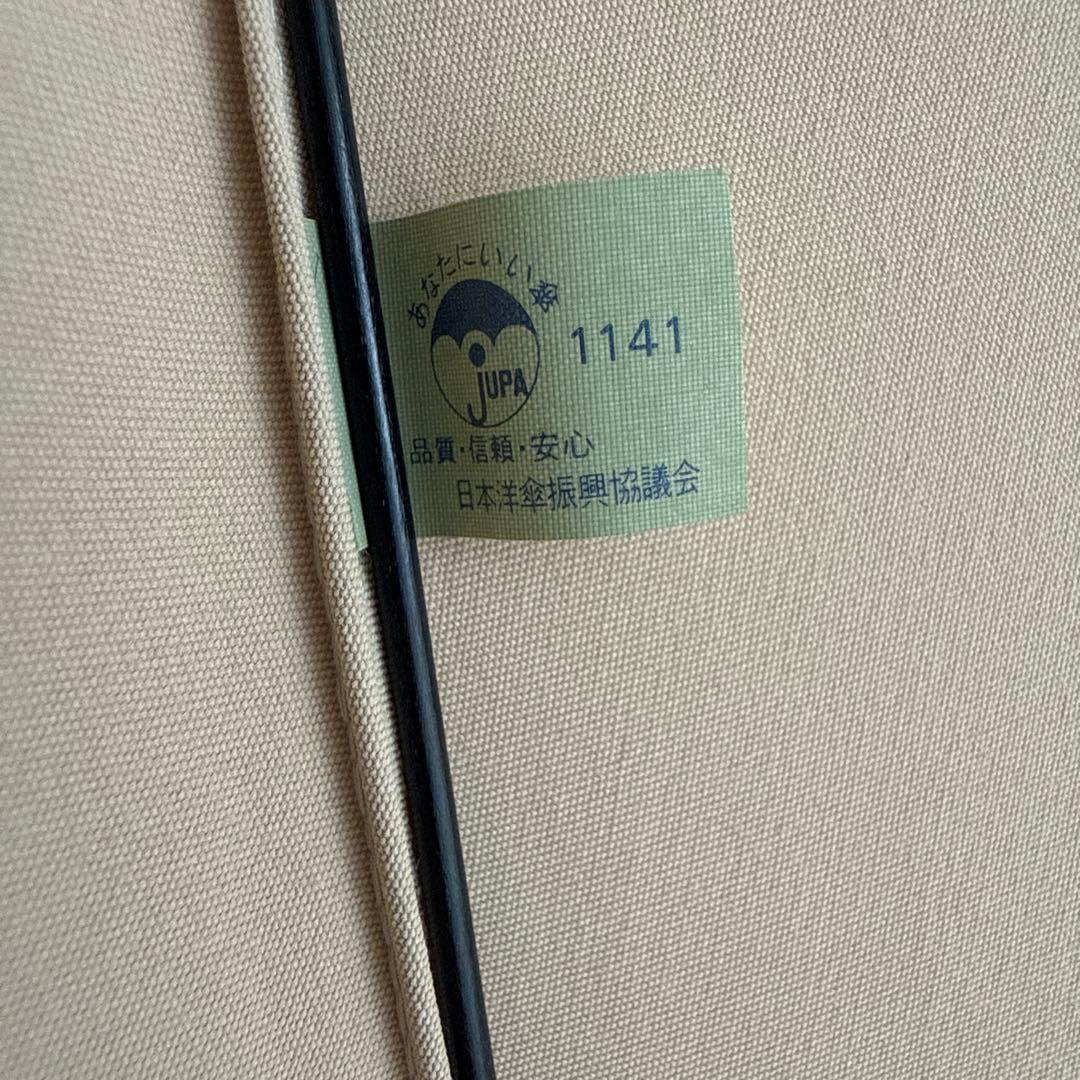 あなたにいい傘
JUPA
1141
品質・信頼・安心
日本洋傘振興協議会